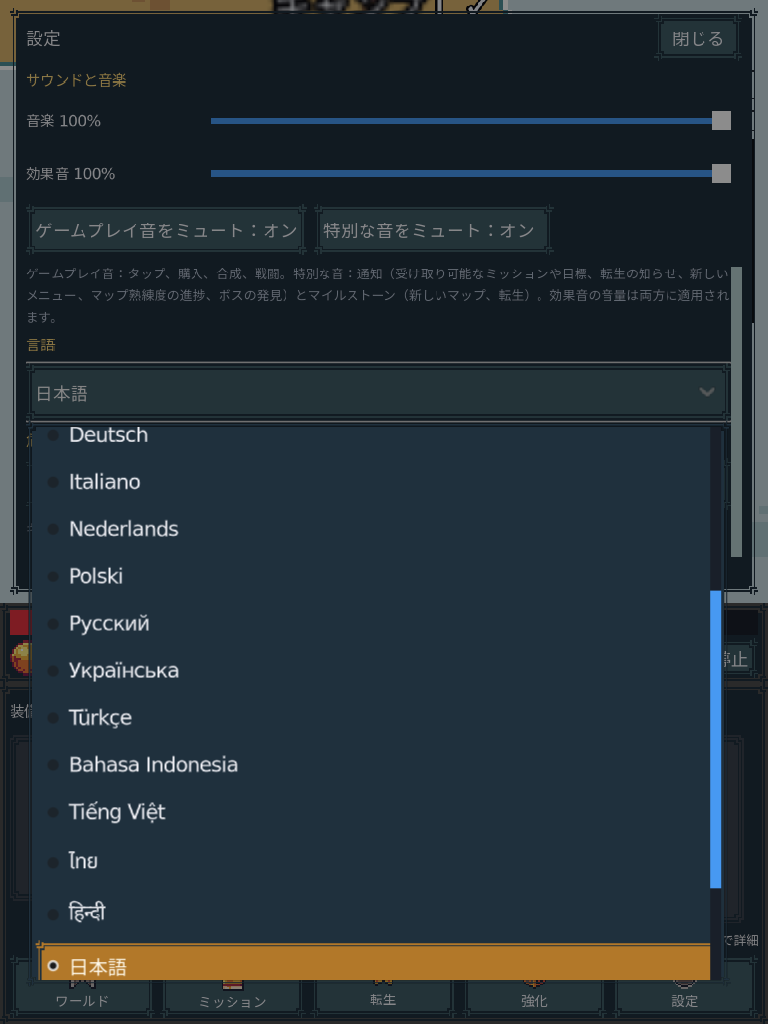 設定
閉じる
サウンドと音楽
音楽 100%
効果音 100%
ゲームプレイ音をミュート：オン
特別な音をミュート：オン
ゲームプレイ音：タップ、購入、合成、戦闘。特別な音：通知（受け取り可能なミッションや目標、転生の知らせ、新しい
メニュー、マップ熟練度の進捗、ボスの発見）とマイルストーン（新しいマップ、転生）。効果音の音量は両方に適用され
ます。
言語
日本語
Deutsch
Italiano
Nederlands
Polski
Русский
Українська
Türkçe
Bahasa Indonesia
Tiếng Việt
ไทย
हिन्दी
日本語
停止
で詳細
ワールド
ミッション
転生
強化
設定